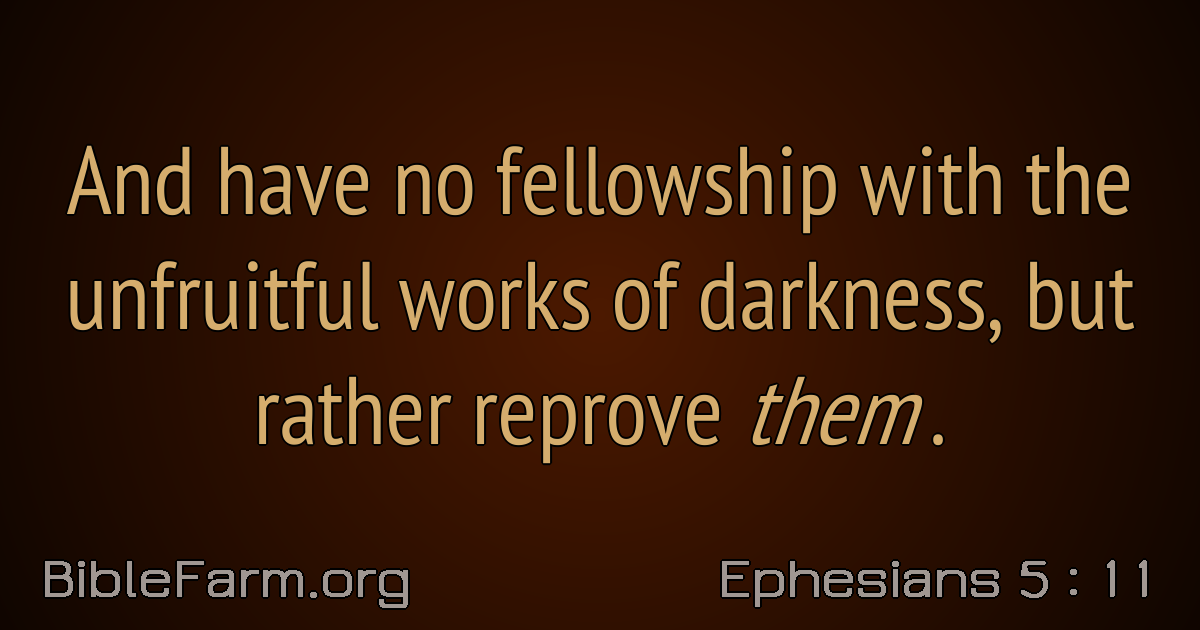 And have no fellowship with the
unfruitful works of darkness, but
rather reprove them .
BibleFarm.org
Ephesians 5 : 11